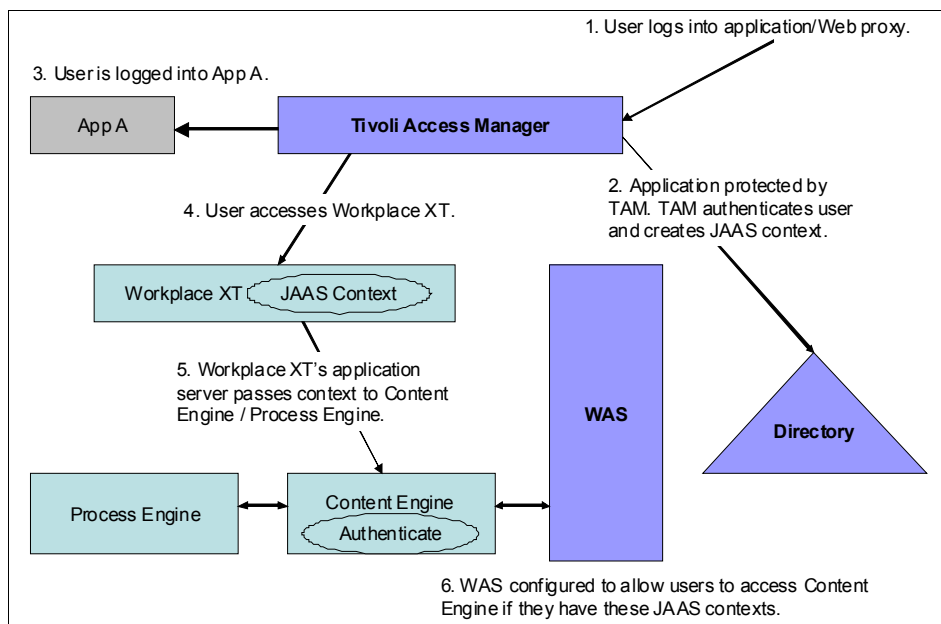 1. User logs into application/Web proxy.
3. User is logged into App A.
App A
Tivoli Access Manager
2. Application protected by
TAM. TAM authenticates user
and creates JAAS context.
4. User accesses Workplace XT.
Workplace XT
JAAS Context
5. Workplace XT's application
server passes context to Content
Engine / Process Engine.
WAS
Directory
Process Engine
Content Engine
Authenticate
6. WAS configured to allow users to access Content
Engine if they have these JAAS contexts.